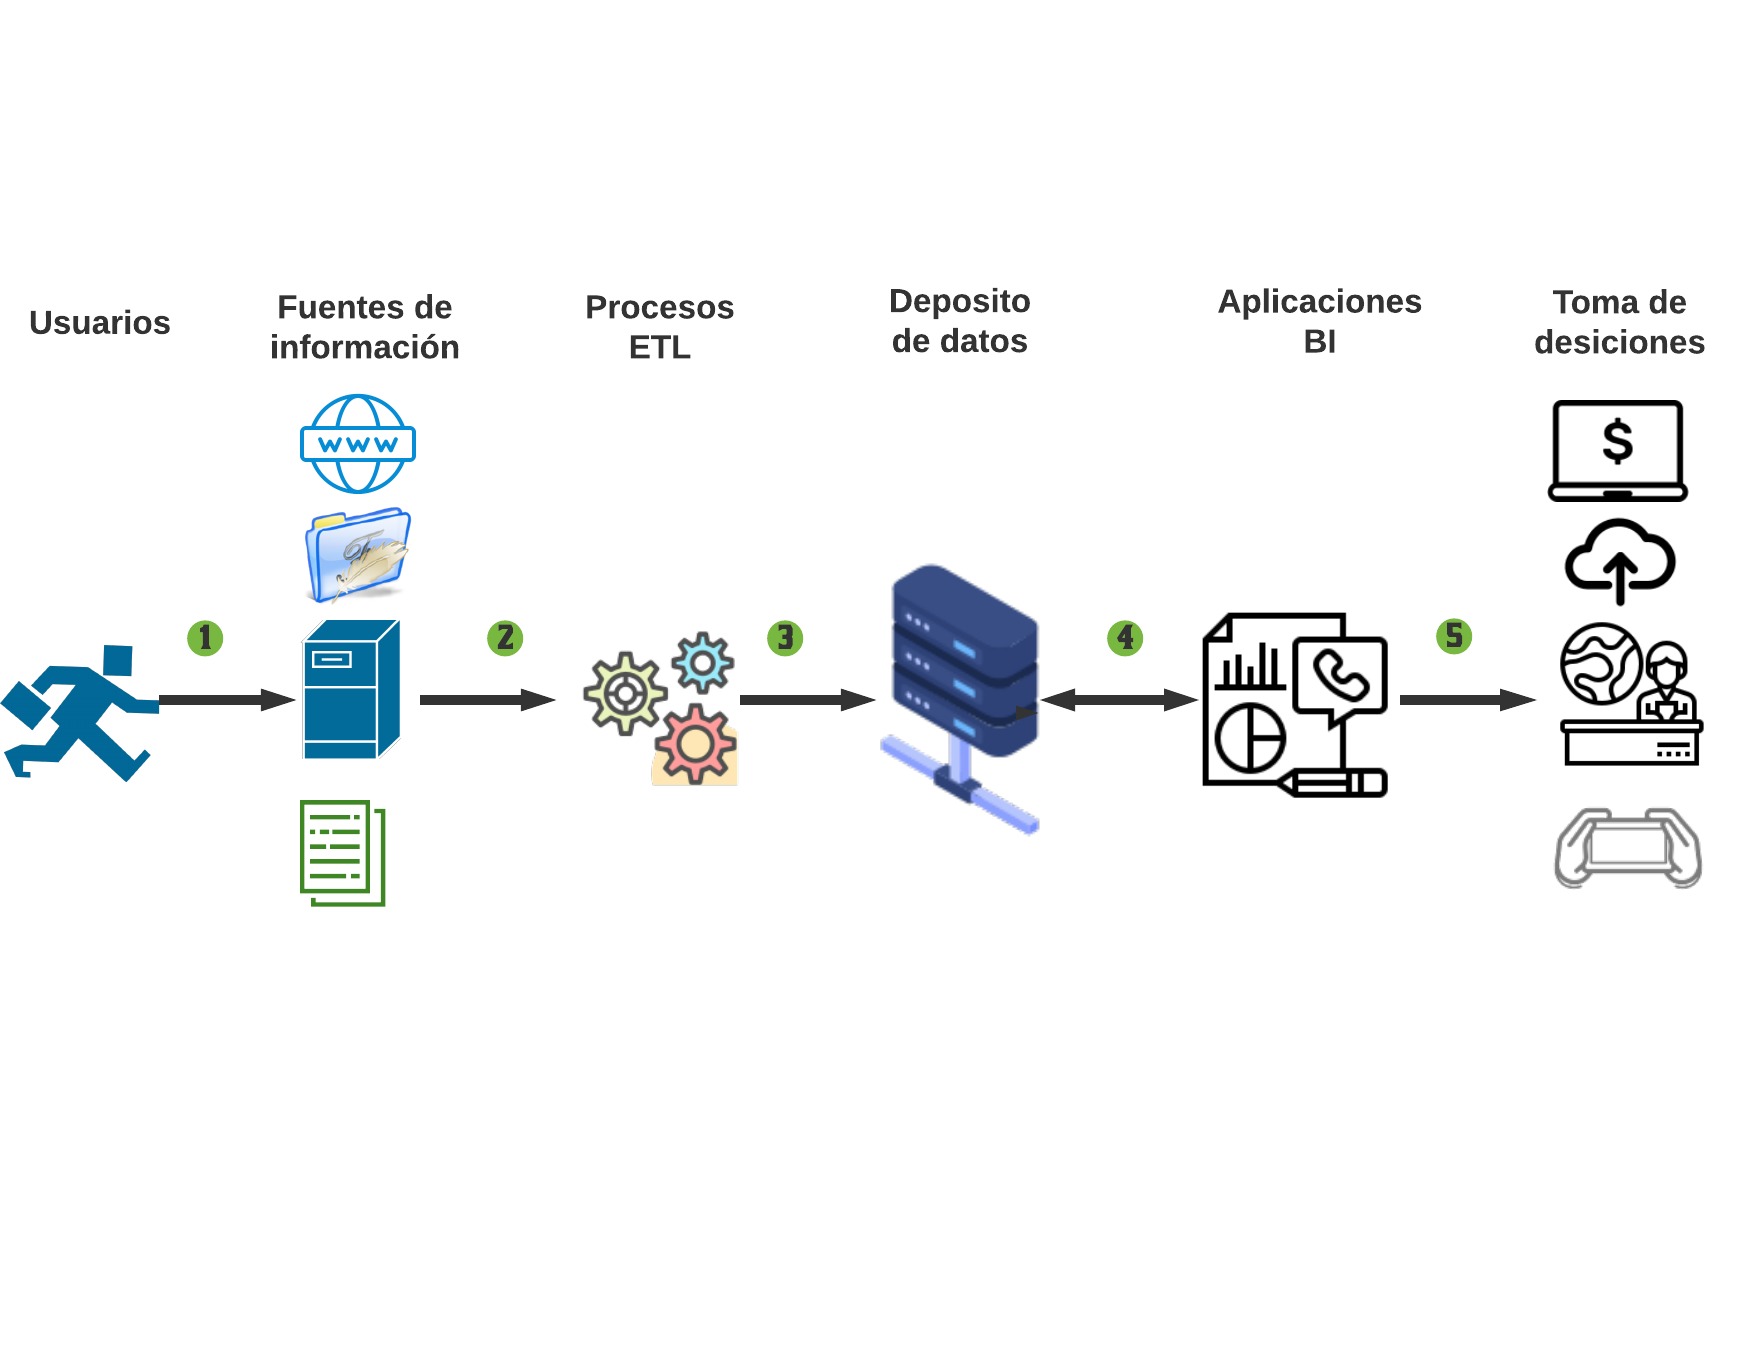 Usuarios
Fuentes de
información
Procesos
ETL
Deposito
de datos
Aplicaciones
BI
Toma de
desiciones
www
$
1
2
3
4
5